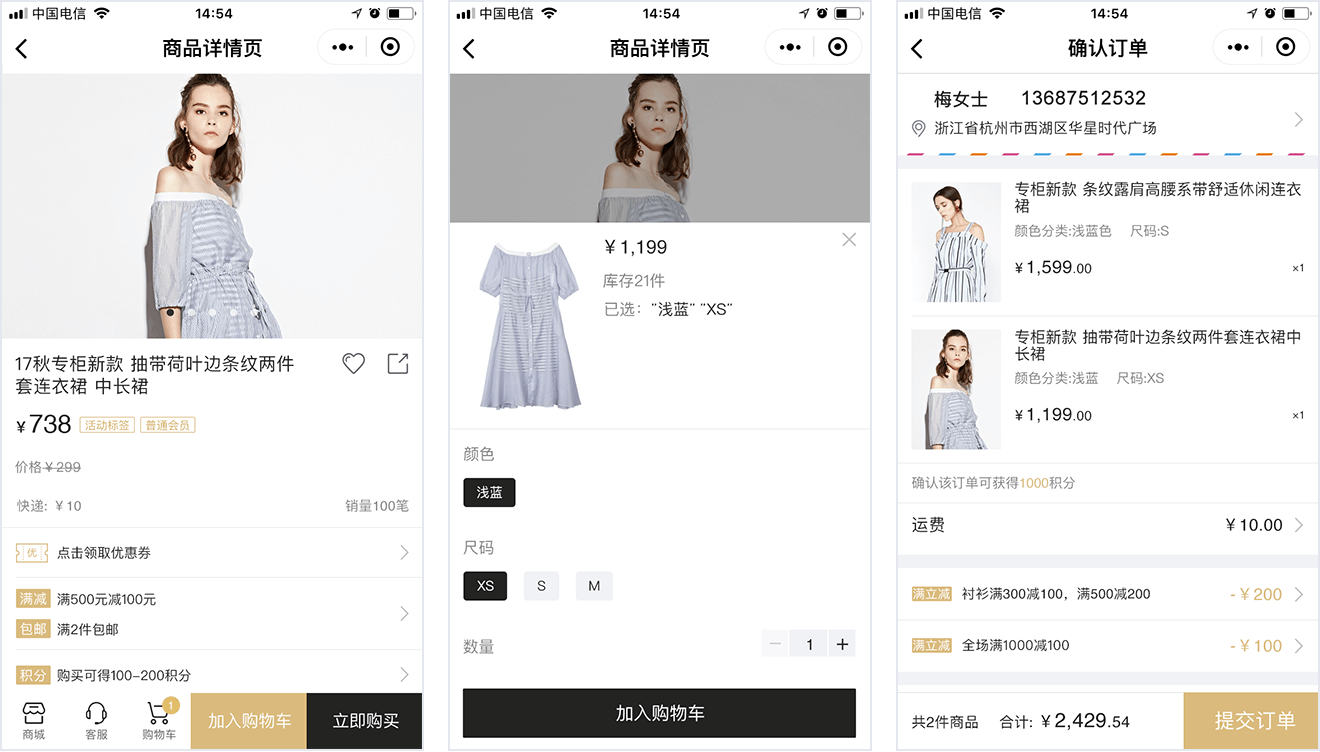 中国电信 14:54
商品详情页
17秋专柜新款 抽带荷叶边条纹两件
套连衣裙 中长裙
¥738 活动标签 普通会员
价格¥299
快递: ¥10 销量100笔
优 点击领取优惠券
满减 满500元减100元
包邮 满2件包邮
积分 购买可得100-200积分
商城 客服 购物车 1 加入购物车 立即购买
中国电信 14:54
商品详情页
¥1,199
库存21件
已选: “浅蓝” “XS”
颜色
浅蓝
尺码
XS S M
数量 1
加入购物车
中国电信 14:54
确认订单
梅女士 13687512532
浙江省杭州市西湖区华星时代广场
专柜新款 条纹露肩高腰系带舒适休闲连衣
裙
颜色分类:浅蓝色 尺码:S
¥1,599.00 ×1
专柜新款 抽带荷叶边条纹两件套连衣裙中
长裙
颜色分类:浅蓝 尺码:XS
¥1,199.00 ×1
确认该订单可获得1000积分
运费 ¥10.00
满立减 衬衫满300减100，满500减200 -¥200
满立减 全场满1000减100 -¥100
共2件商品 合计: ¥2,429.54 提交订单